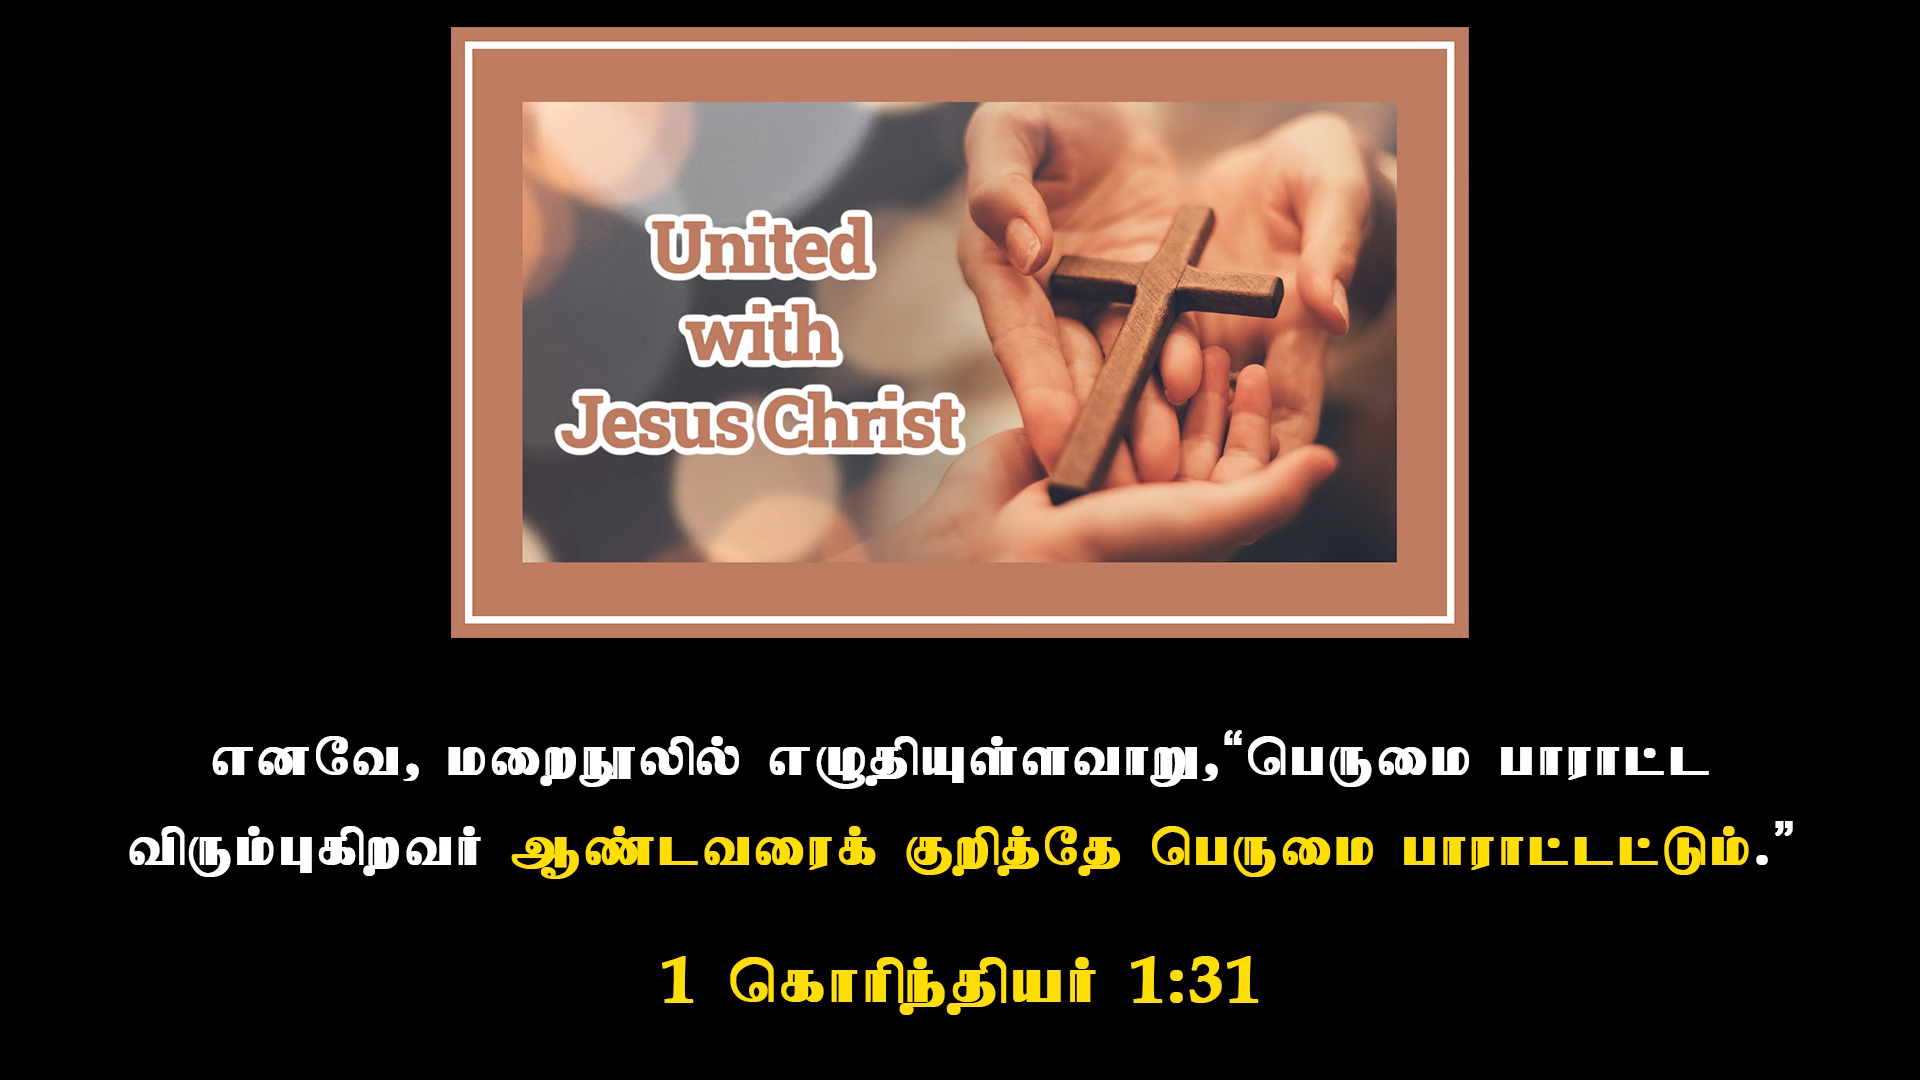 United
with
Jesus Christ
எனவே, மறைநூலில் எழுதியுள்ளவாறு,“பெருமை பாராட்ட
விரும்புகிறவர் ஆண்டவரைக் குறித்தே பெருமை பாராட்டட்டும்.”
1 கொரிந்தியர் 1:31